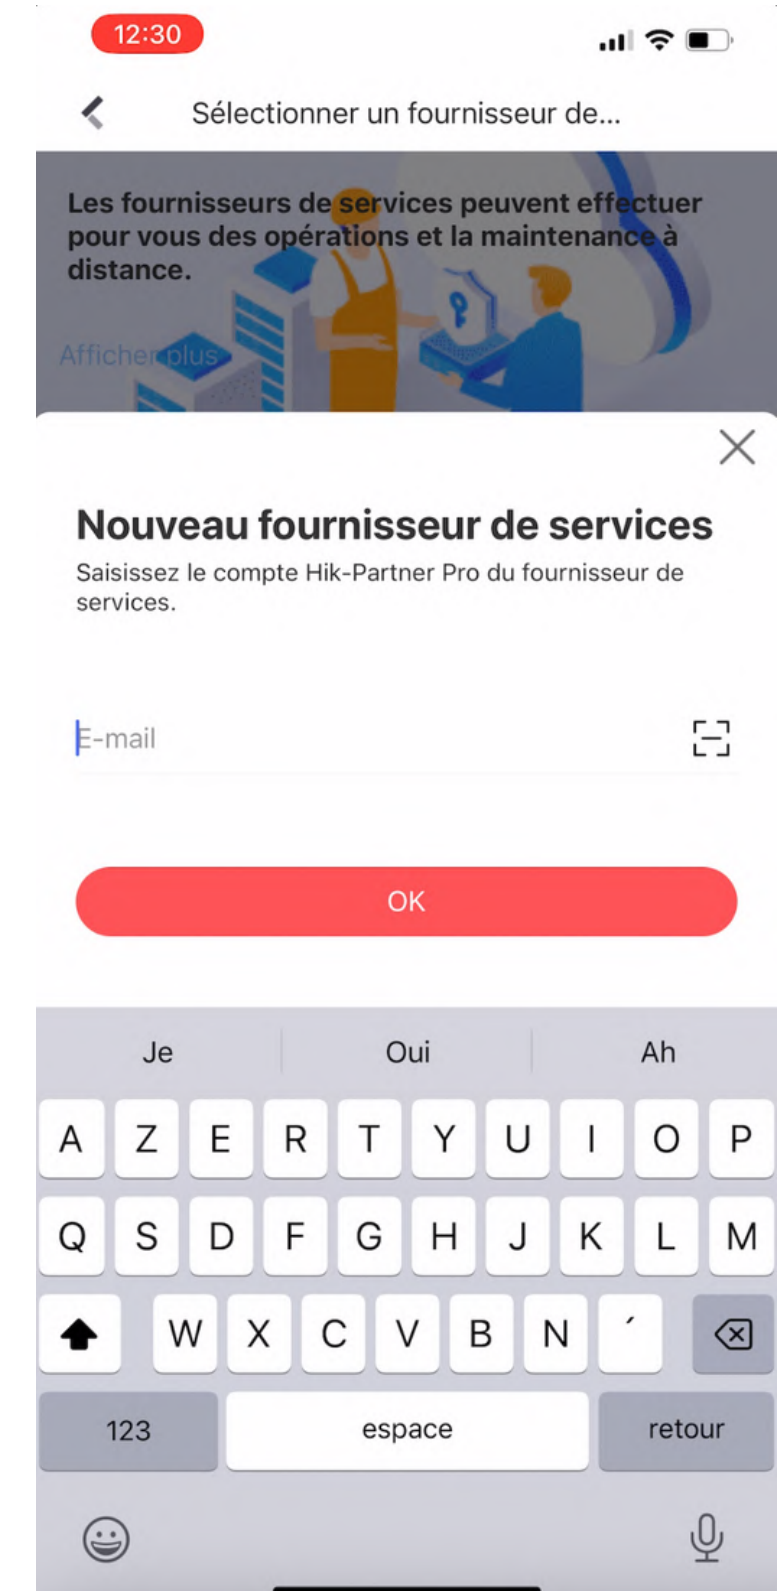 12:30
Sélectionner un fournisseur de...
Les fournisseurs de services peuvent effectuer
pour vous des opérations et la maintenance à
distance.
Afficher plus
Nouveau fournisseur de services
Saisissez le compte Hik-Partner Pro du fournisseur de
services.
E-mail
OK
Je Oui Ah
A Z E R T Y U I O P
Q S D F G H J K L M
W X C V B N ´
123 espace retour